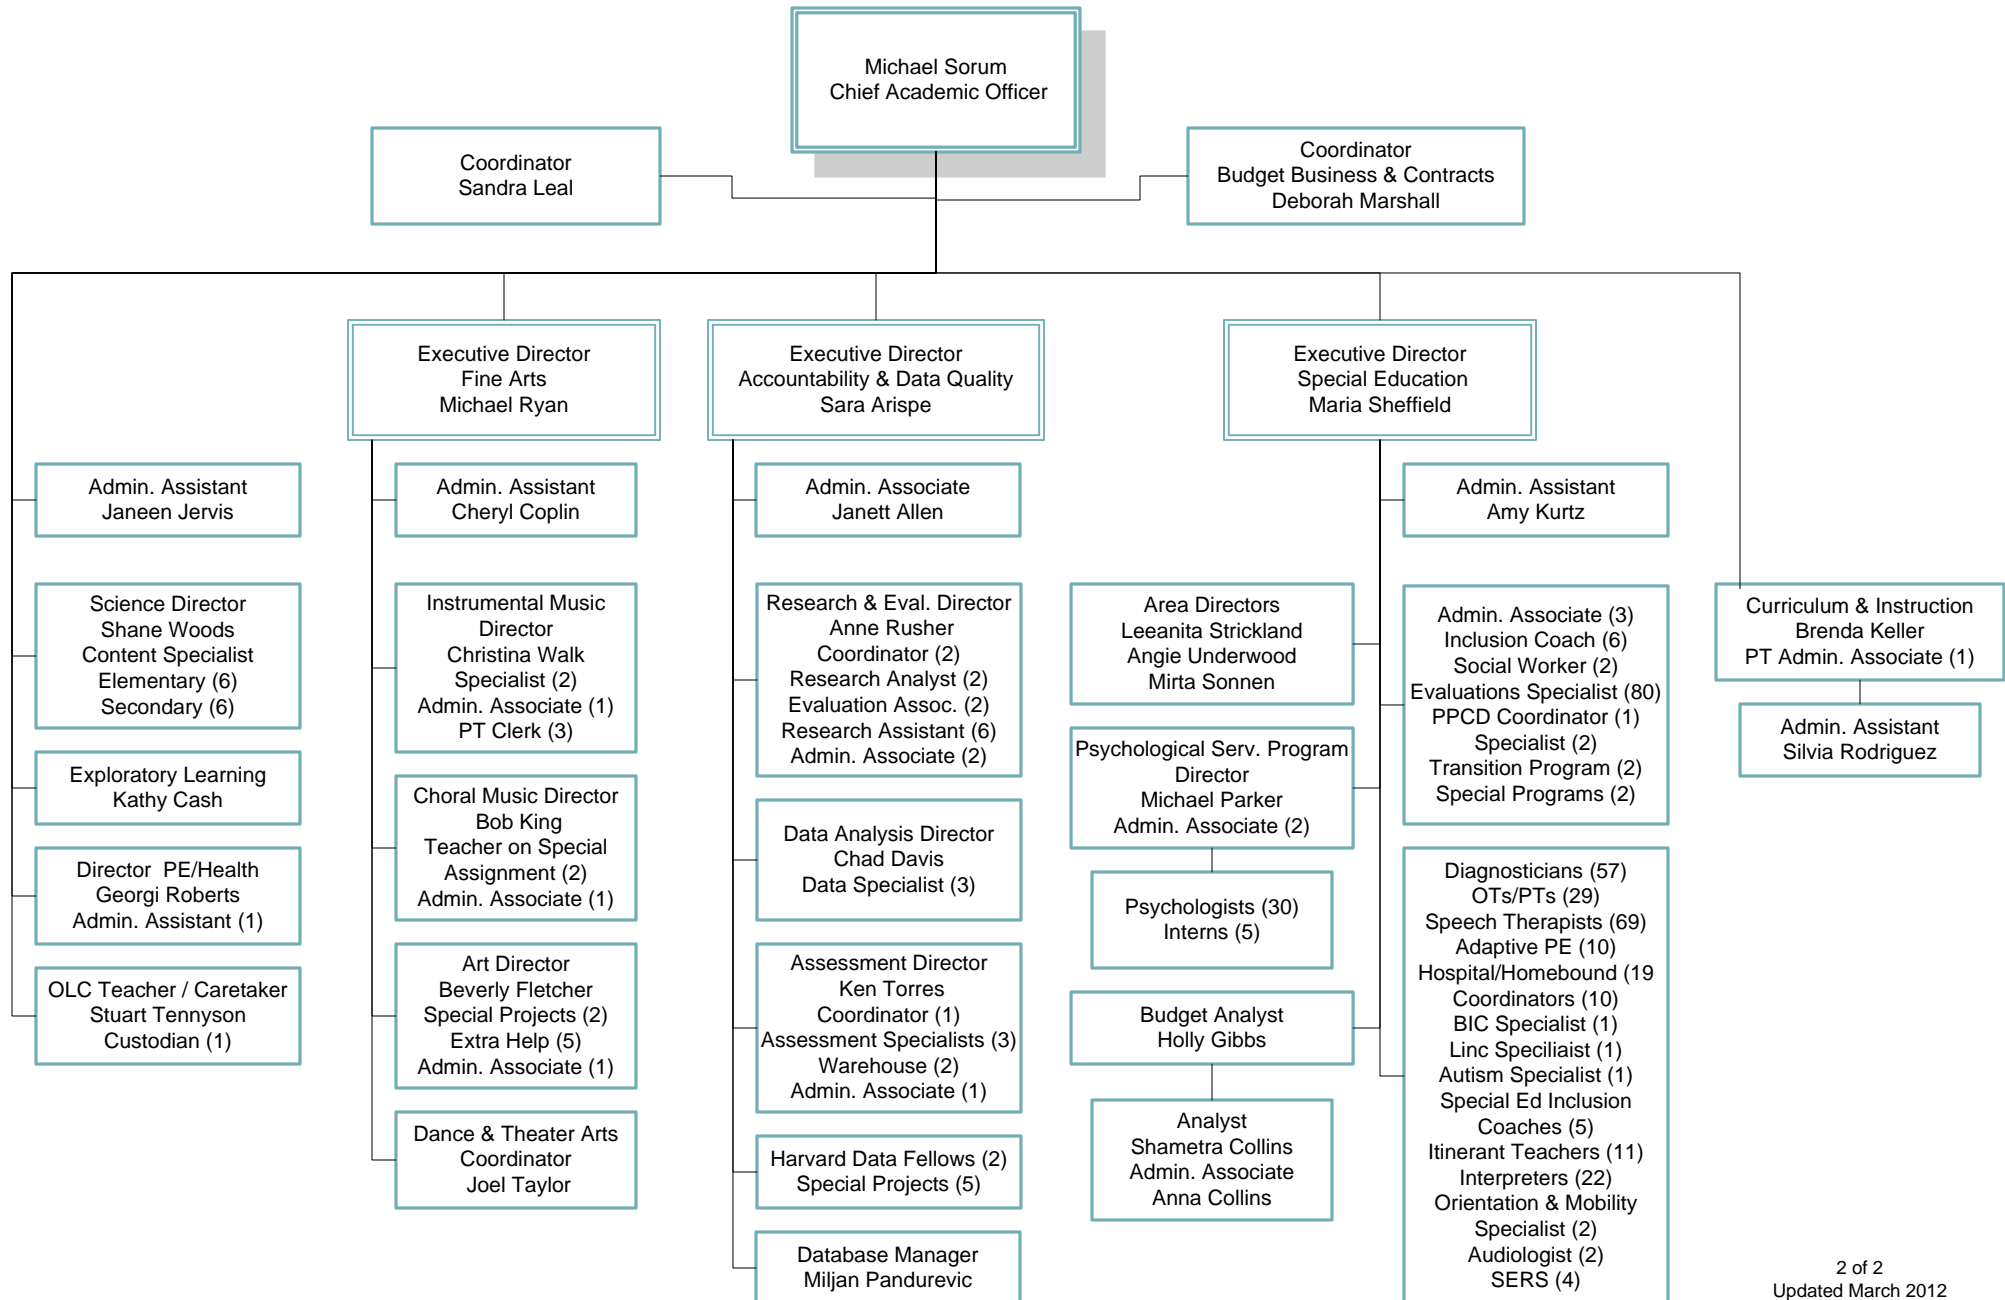 Michael Sorum
Chief Academic Officer
Coordinator
Sandra Leal
Coordinator
Budget Business & Contracts
Deborah Marshall
Executive Director
Fine Arts
Michael Ryan
Executive Director
Accountability & Data Quality
Sara Arispe
Executive Director
Special Education
Maria Sheffield
Admin. Assistant
Janeen Jervis
Science Director
Shane Woods
Content Specialist
Elementary (6)
Secondary (6)
Exploratory Learning
Kathy Cash
Director  PE/Health
Georgi Roberts
Admin. Assistant (1)
OLC Teacher / Caretaker
Stuart Tennyson
Custodian (1)
Admin. Assistant
Cheryl Coplin
Instrumental Music
Director
Christina Walk
Specialist (2)
Admin. Associate (1)
PT Clerk (3)
Choral Music Director
Bob King
Teacher on Special
Assignment (2)
Admin. Associate (1)
Art Director
Beverly Fletcher
Special Projects (2)
Extra Help (5)
Admin. Associate (1)
Dance & Theater Arts
Coordinator
Joel Taylor
Admin. Associate
Janett Allen
Research & Eval. Director
Anne Rusher
Coordinator (2)
Research Analyst (2)
Evaluation Assoc. (2)
Research Assistant (6)
Admin. Associate (2)
Data Analysis Director
Chad Davis
Data Specialist (3)
Assessment Director
Ken Torres
Coordinator (1)
Assessment Specialists (3)
Warehouse (2)
Admin. Associate (1)
Harvard Data Fellows (2)
Special Projects (5)
Database Manager
Miljan Pandurevic
Area Directors
Leeanita Strickland
Angie Underwood
Mirta Sonnen
Psychological Serv. Program
Director
Michael Parker
Admin. Associate (2)
Psychologists (30)
Interns (5)
Budget Analyst
Holly Gibbs
Analyst
Shametra Collins
Admin. Associate
Anna Collins
Admin. Assistant
Amy Kurtz
Admin. Associate (3)
Inclusion Coach (6)
Social Worker (2)
Evaluations Specialist (80)
PPCD Coordinator (1)
Specialist (2)
Transition Program (2)
Special Programs (2)
Diagnosticians (57)
OTs/PTs (29)
Speech Therapists (69)
Adaptive PE (10)
Hospital/Homebound (19
Coordinators (10)
BIC Specialist (1)
Linc Speciliaist (1)
Autism Specialist (1)
Special Ed Inclusion
Coaches (5)
Itinerant Teachers (11)
Interpreters (22)
Orientation & Mobility
Specialist (2)
Audiologist (2)
SERS (4)
Curriculum & Instruction
Brenda Keller
PT Admin. Associate (1)
Admin. Assistant
Silvia Rodriguez
2 of 2
Updated March 2012